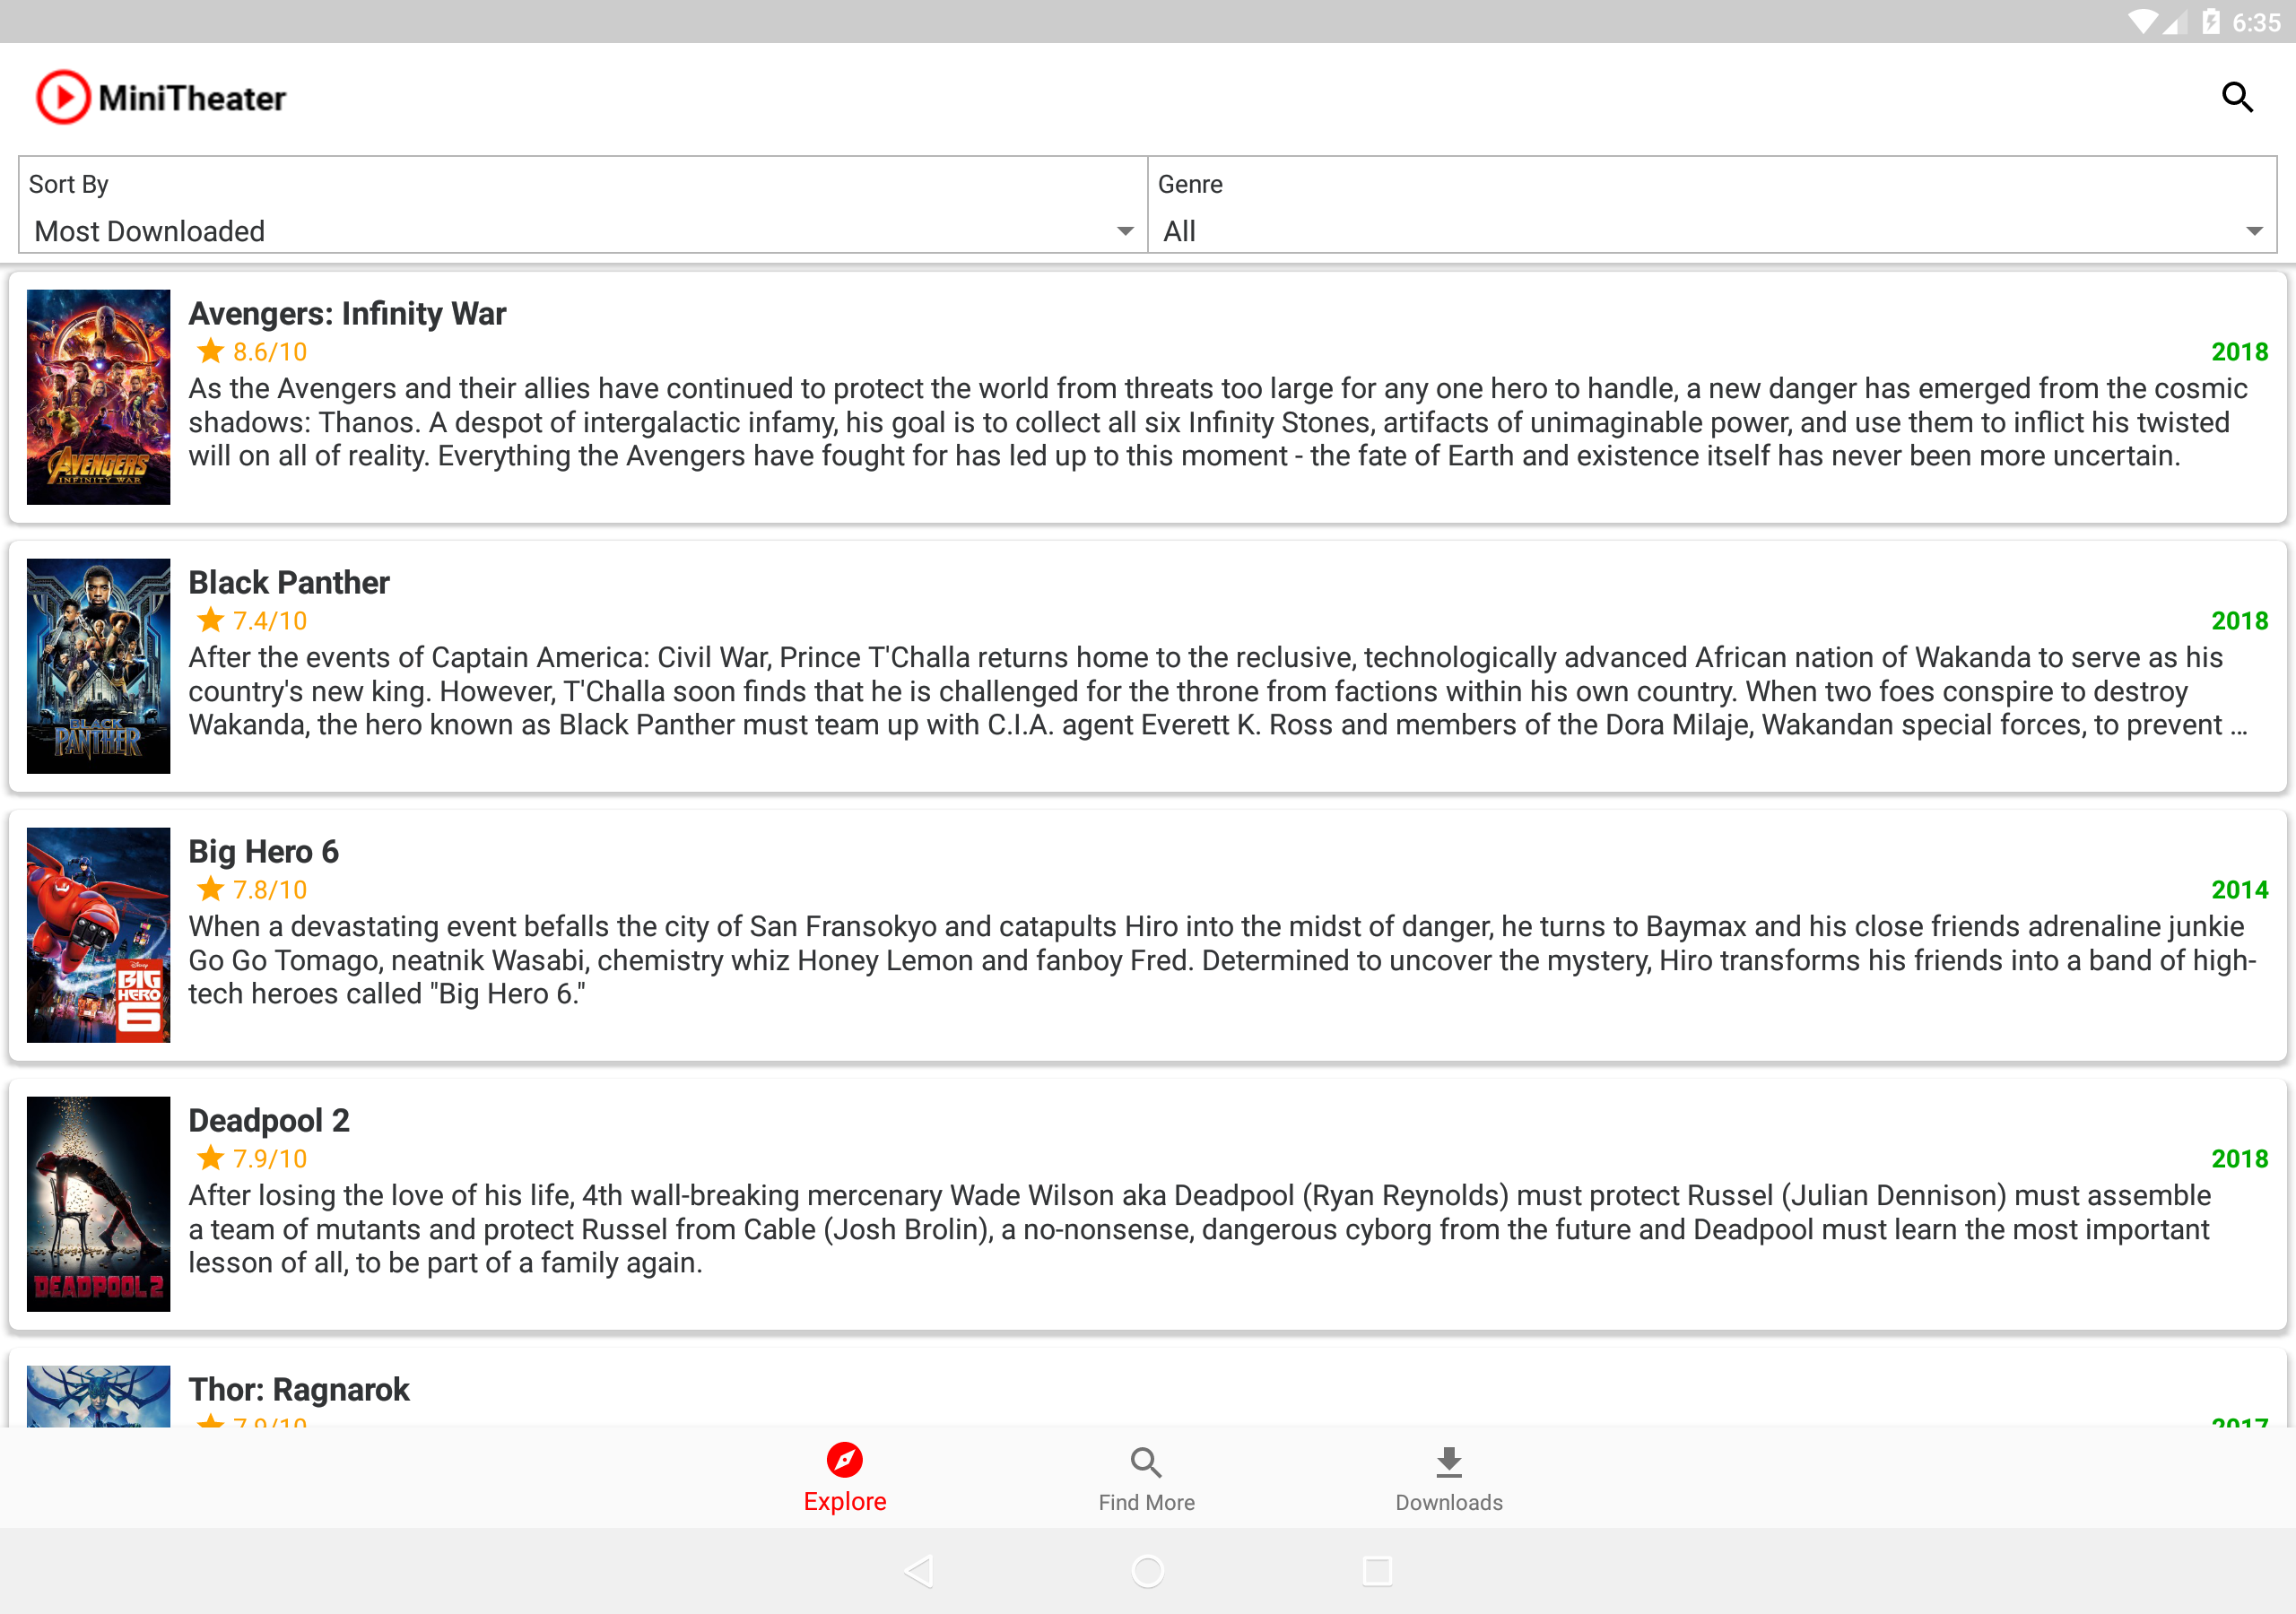 6:35
MiniTheater
Sort By
Genre
Most Downloaded
All
Avengers: Infinity War
8.6/10
2018
As the Avengers and their allies have continued to protect the world from threats too large for any one hero to handle, a new danger has emerged from the cosmic
shadows: Thanos. A despot of intergalactic infamy, his goal is to collect all six Infinity Stones, artifacts of unimaginable power, and use them to inflict his twisted
will on all of reality. Everything the Avengers have fought for has led up to this moment - the fate of Earth and existence itself has never been more uncertain.
AVENGERS
INFINITY WAR
Black Panther
7.4/10
2018
After the events of Captain America: Civil War, Prince T'Challa returns home to the reclusive, technologically advanced African nation of Wakanda to serve as his
country's new king. However, T'Challa soon finds that he is challenged for the throne from factions within his own country. When two foes conspire to destroy
Wakanda, the hero known as Black Panther must team up with C.I.A. agent Everett K. Ross and members of the Dora Milaje, Wakandan special forces, to prevent ...
BLACK
PANTHER
Big Hero 6
7.8/10
2014
When a devastating event befalls the city of San Fransokyo and catapults Hiro into the midst of danger, he turns to Baymax and his close friends adrenaline junkie
Go Go Tomago, neatnik Wasabi, chemistry whiz Honey Lemon and fanboy Fred. Determined to uncover the mystery, Hiro transforms his friends into a band of high-
tech heroes called "Big Hero 6."
Disney
BIG
HERO
6
Deadpool 2
7.9/10
2018
After losing the love of his life, 4th wall-breaking mercenary Wade Wilson aka Deadpool (Ryan Reynolds) must protect Russel (Julian Dennison) must assemble
a team of mutants and protect Russel from Cable (Josh Brolin), a no-nonsense, dangerous cyborg from the future and Deadpool must learn the most important
lesson of all, to be part of a family again.
DEADPOOL 2
Thor: Ragnarok
7.9/10
2017
Explore
Find More
Downloads